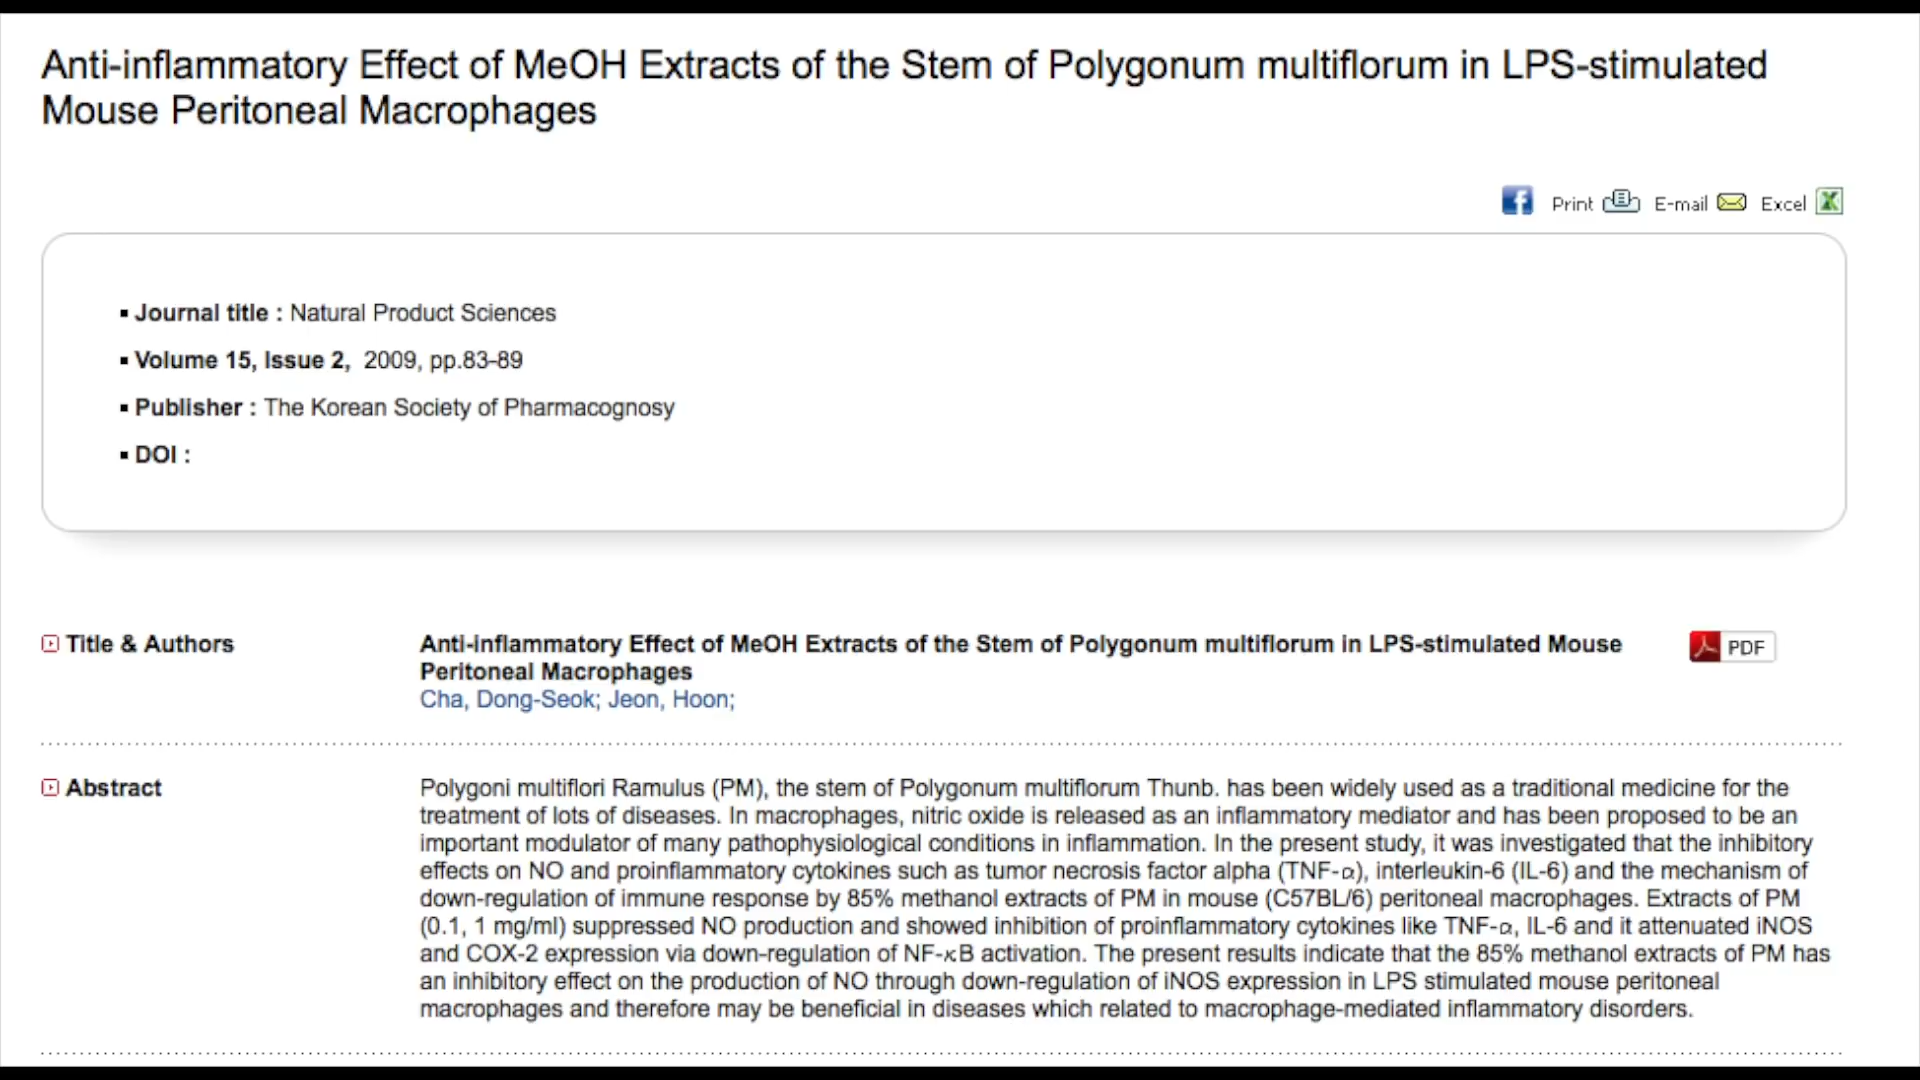 Anti-inflammatory Effect of MeOH Extracts of the Stem of Polygonum multiflorum in LPS-stimulated
Mouse Peritoneal Macrophages
Print E-mail Excel
Journal title : Natural Product Sciences
Volume 15, Issue 2, 2009, pp.83-89
Publisher : The Korean Society of Pharmacognosy
DOI :
Title & Authors
Anti-inflammatory Effect of MeOH Extracts of the Stem of Polygonum multiflorum in LPS-stimulated Mouse
Peritoneal Macrophages
PDF
Cha, Dong-Seok; Jeon, Hoon;
Abstract
Polygoni multiflori Ramulus (PM), the stem of Polygonum multiflorum Thunb. has been widely used as a traditional medicine for the
treatment of lots of diseases. In macrophages, nitric oxide is released as an inflammatory mediator and has been proposed to be an
important modulator of many pathophysiological conditions in inflammation. In the present study, it was investigated that the inhibitory
effects on NO and proinflammatory cytokines such as tumor necrosis factor alpha (TNF-α), interleukin-6 (IL-6) and the mechanism of
down-regulation of immune response by 85% methanol extracts of PM in mouse (C57BL/6) peritoneal macrophages. Extracts of PM
(0.1, 1 mg/ml) suppressed NO production and showed inhibition of proinflammatory cytokines like TNF-α, IL-6 and it attenuated iNOS
and COX-2 expression via down-regulation of NF-κB activation. The present results indicate that the 85% methanol extracts of PM has
an inhibitory effect on the production of NO through down-regulation of iNOS expression in LPS stimulated mouse peritoneal
macrophages and therefore may be beneficial in diseases which related to macrophage-mediated inflammatory disorders.